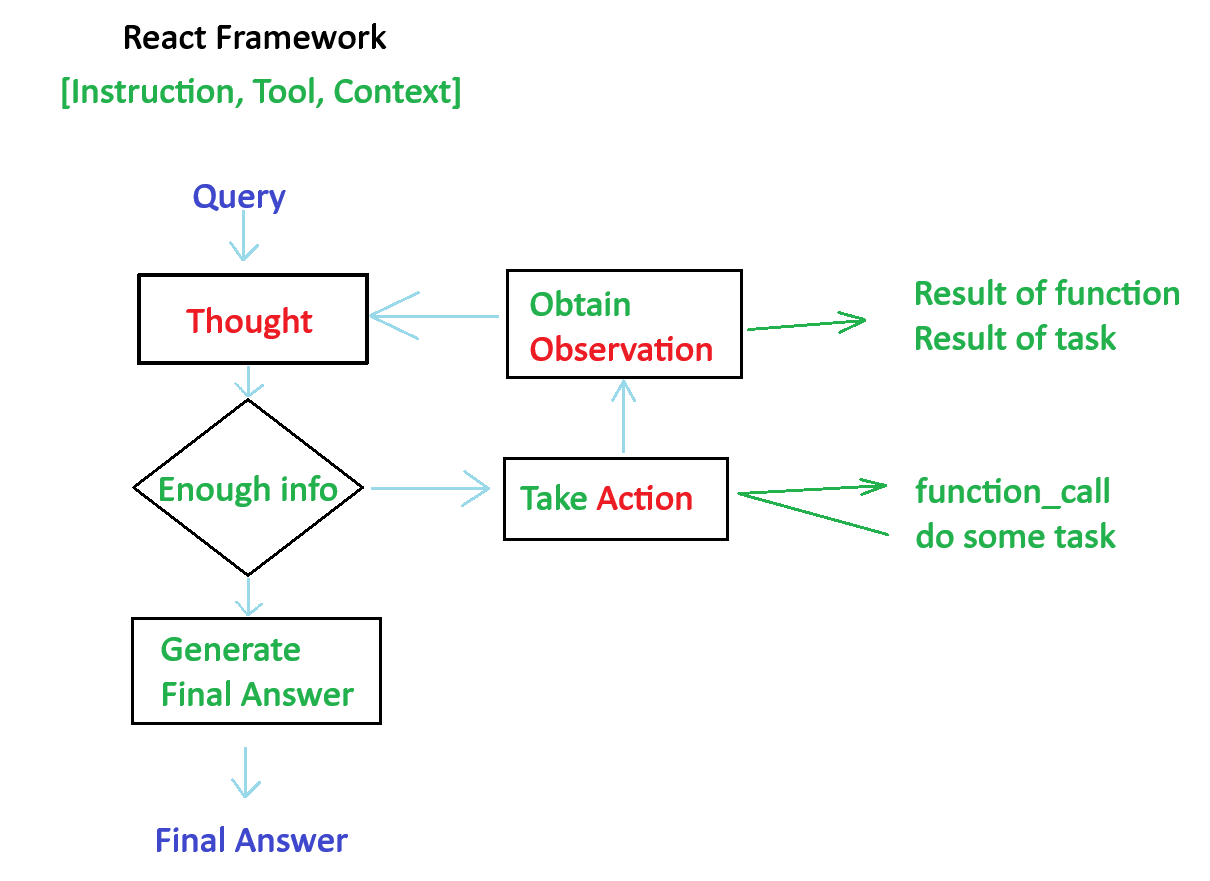 React Framework
[Instruction, Tool, Context]
Query
Thought
Obtain
Observation
Result of function
Result of task
Enough info
Take Action
function_call
do some task
Generate
Final Answer
Final Answer